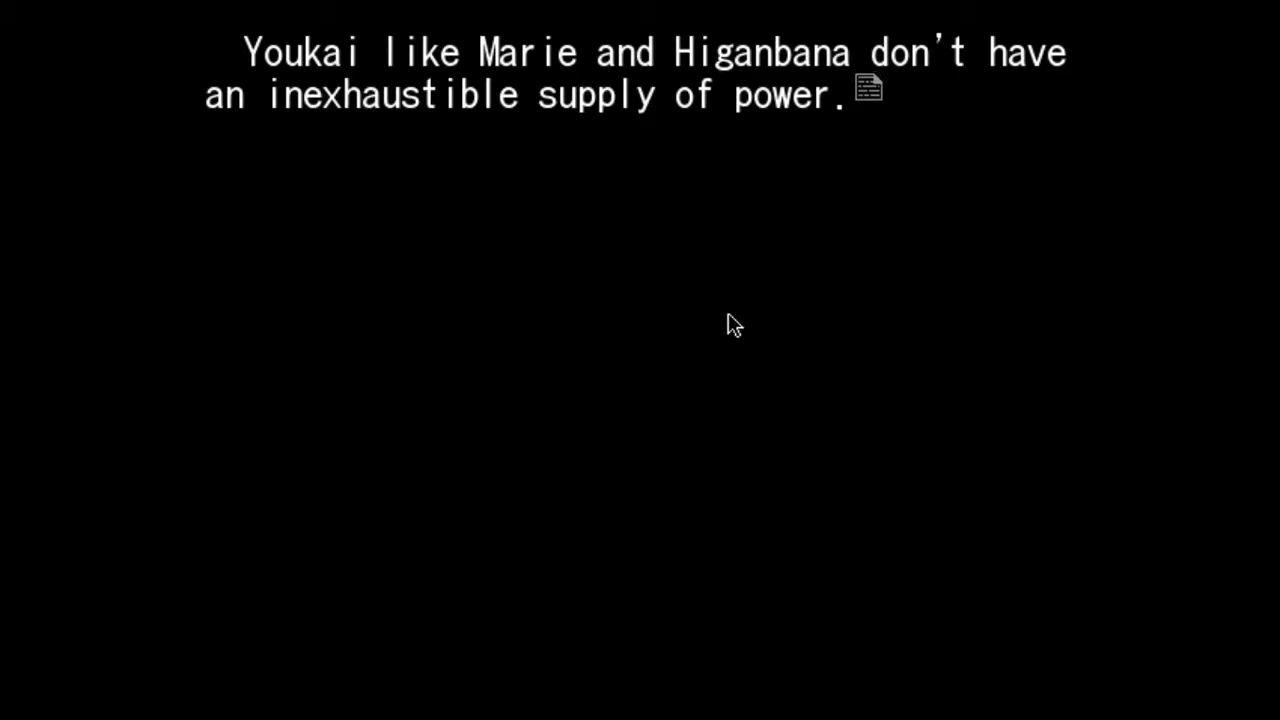 Youkai like Marie and Higanbana don't have
an inexhaustible supply of power.